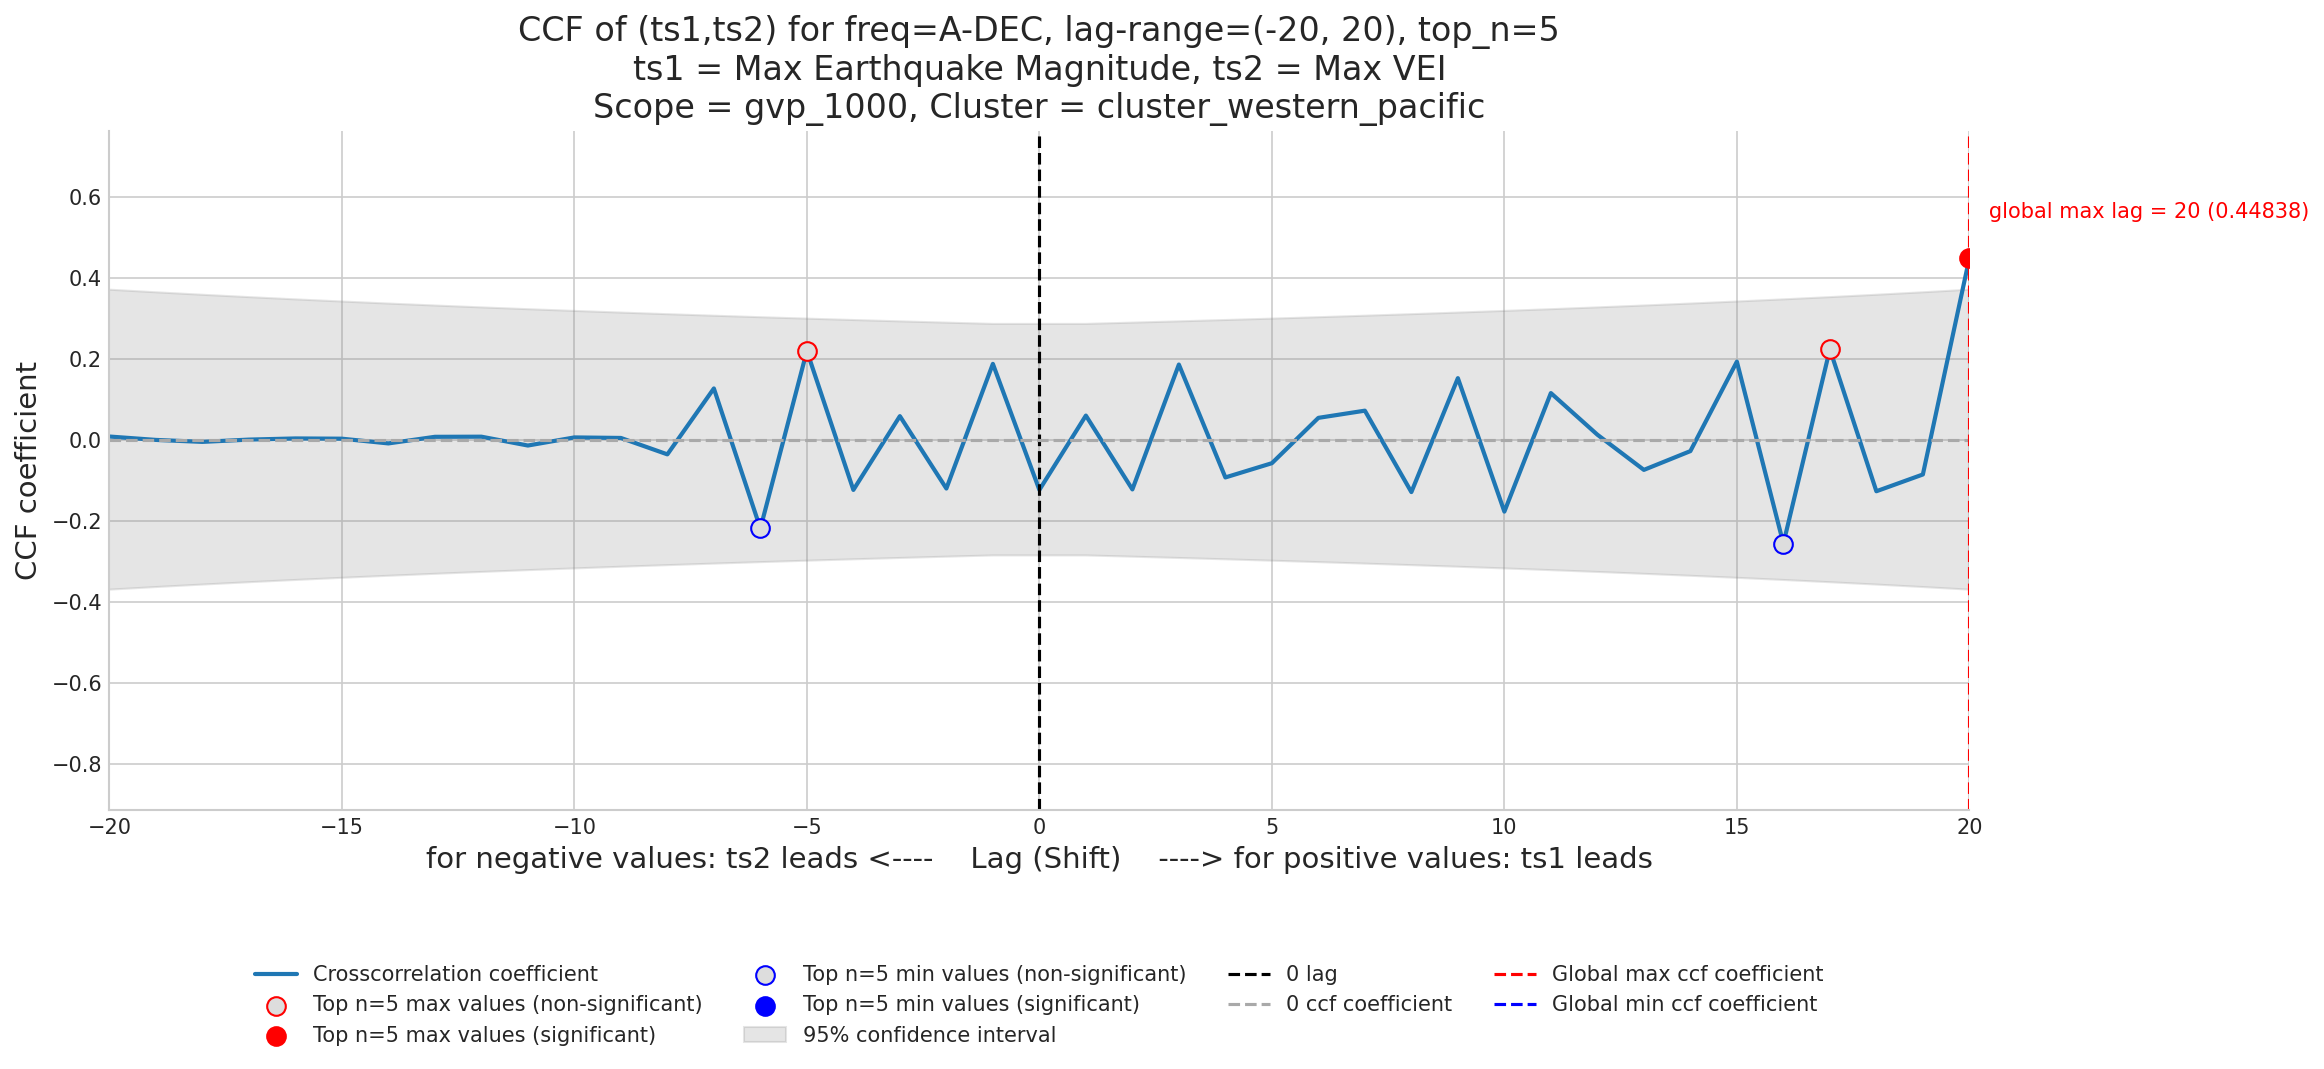 CCF of (ts1,ts2) for freq=A-DEC, lag-range=(-20, 20), top_n=5
ts1 = Max Earthquake Magnitude, ts2 = Max VEI
Scope = gvp_1000, Cluster = cluster_western_pacific
global max lag = 20 (0.44838)
CCF coefficient
0.6
0.4
0.2
0.0
−0.2
−0.4
−0.6
−0.8
−20 −15 −10 −5 0 5 10 15 20
for negative values: ts2 leads <---- Lag (Shift) ----> for positive values: ts1 leads
Crosscorrelation coefficient
Top n=5 max values (non-significant)
Top n=5 max values (significant)
Top n=5 min values (non-significant)
Top n=5 min values (significant)
95% confidence interval
0 lag
0 ccf coefficient
Global max ccf coefficient
Global min ccf coefficient